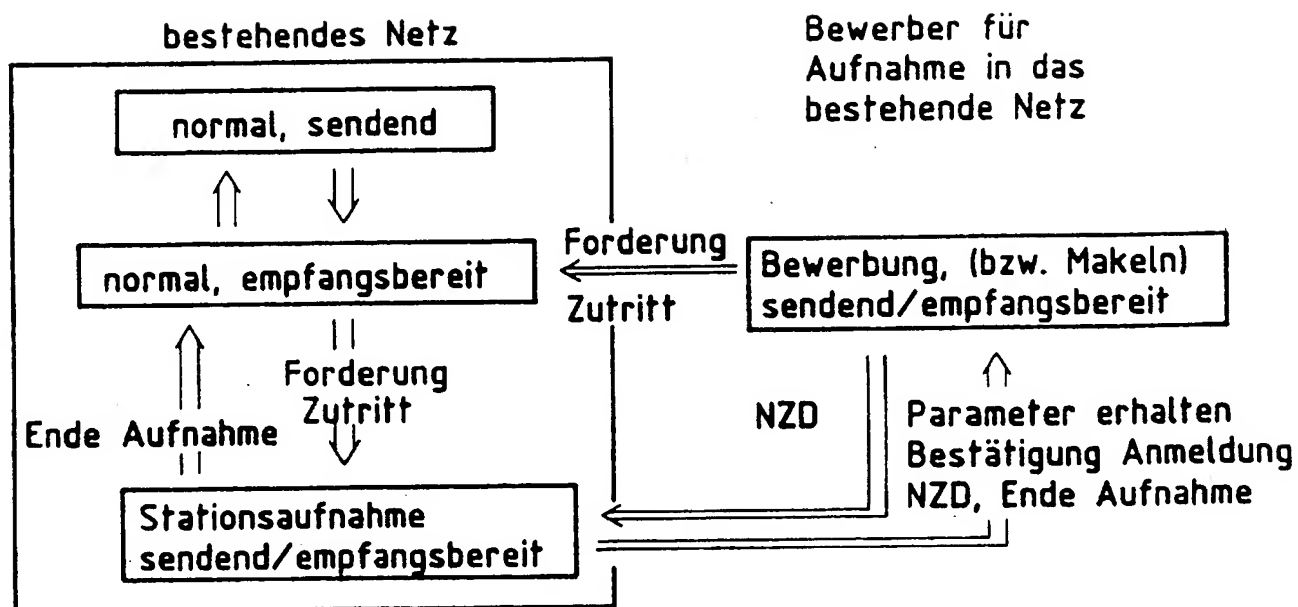 bestehendes Netz
Bewerber für
Aufnahme in das
bestehende Netz
normal, sendend
normal, empfangsbereit
Forderung
Zutritt
Bewerbung, (bzw. Makeln)
sendend/empfangsbereit
Forderung
Zutritt
Ende Aufnahme
NZD
Parameter erhalten
Bestätigung Anmeldung
NZD, Ende Aufnahme
Stationsaufnahme
sendend/empfangsbereit